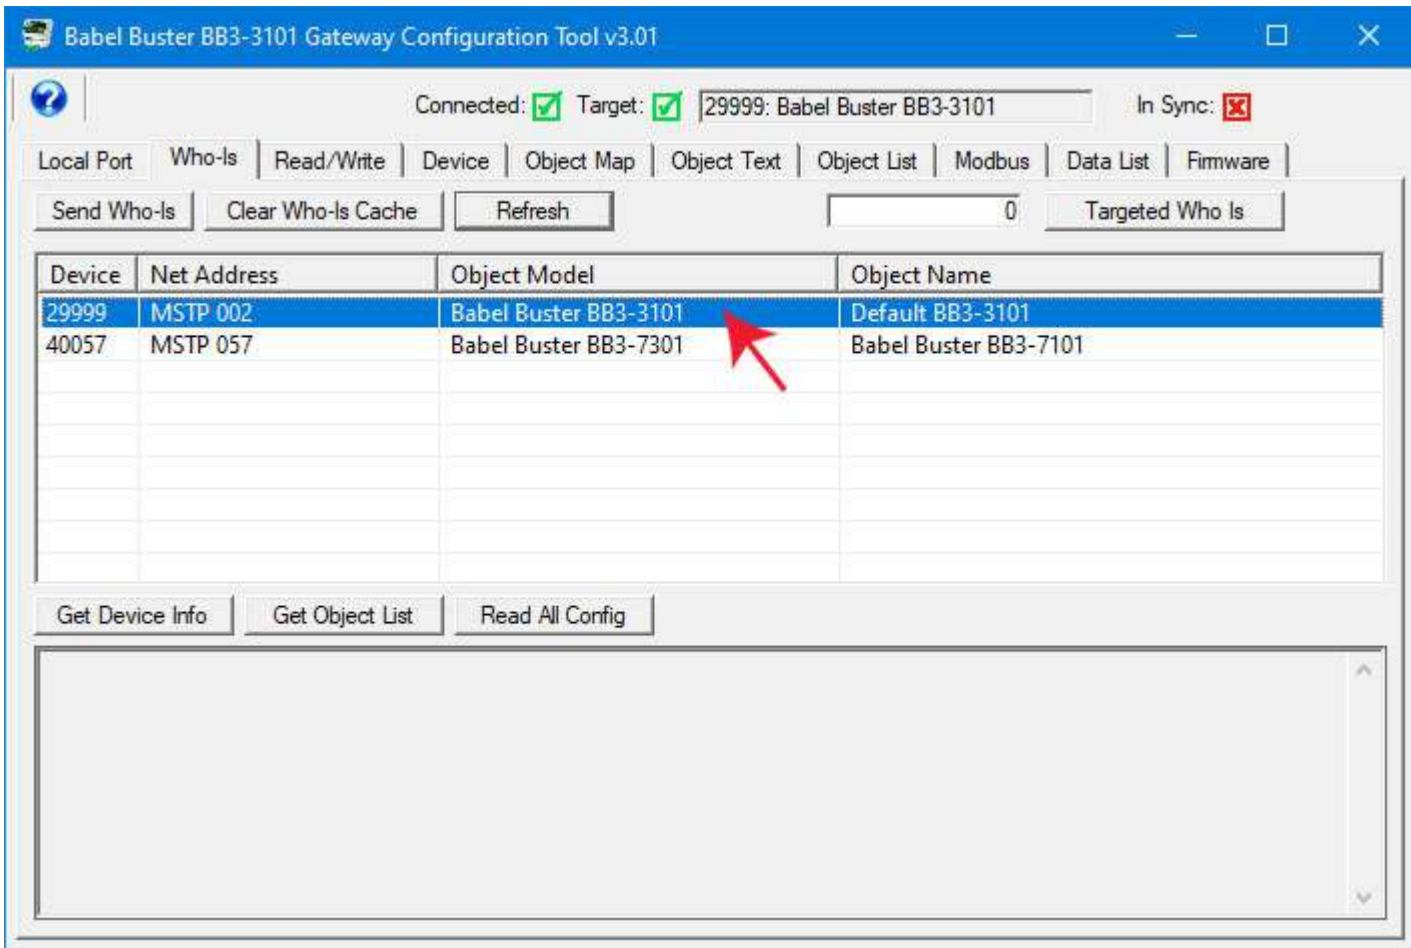 Babel Buster BB3-3101 Gateway Configuration Tool v3.01
Connected: Target: 29999: Babel Buster BB3-3101 In Sync:
Local Port Who-Is Read/Write Device Object Map Object Text Object List Modbus Data List Firmware
Send Who-Is Clear Who-Is Cache Refresh 0 Targeted Who Is
Device Net Address Object Model Object Name
29999 MSTP 002 Babel Buster BB3-3101 Default BB3-3101
40057 MSTP 057 Babel Buster BB3-7301 Babel Buster BB3-7101
Get Device Info Get Object List Read All Config